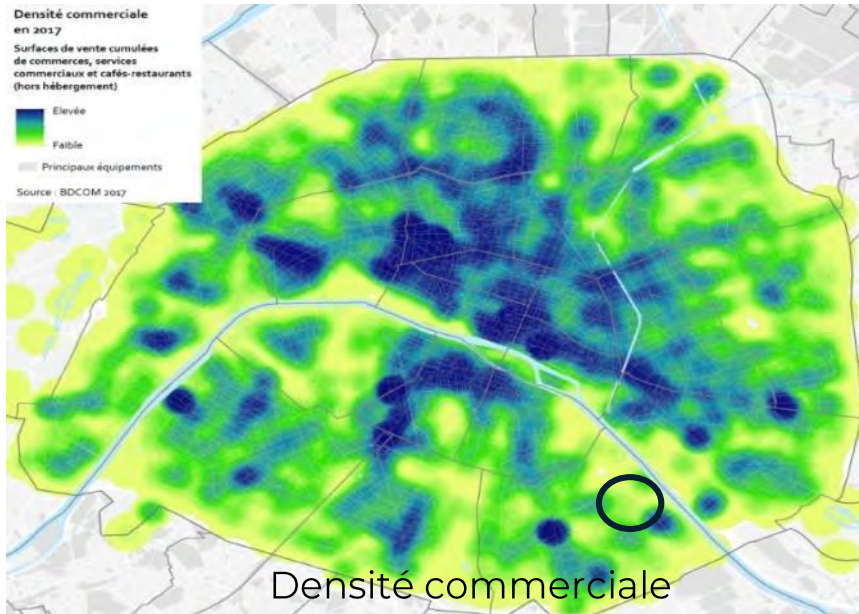 Densité commerciale
en 2017
Surfaces de vente cumulées
de commerces, services
commerciaux et cafés-restaurants
(hors hébergement)
Elevée
Faible
Principaux équipements
Source : BDCOM 2017
Densité commerciale